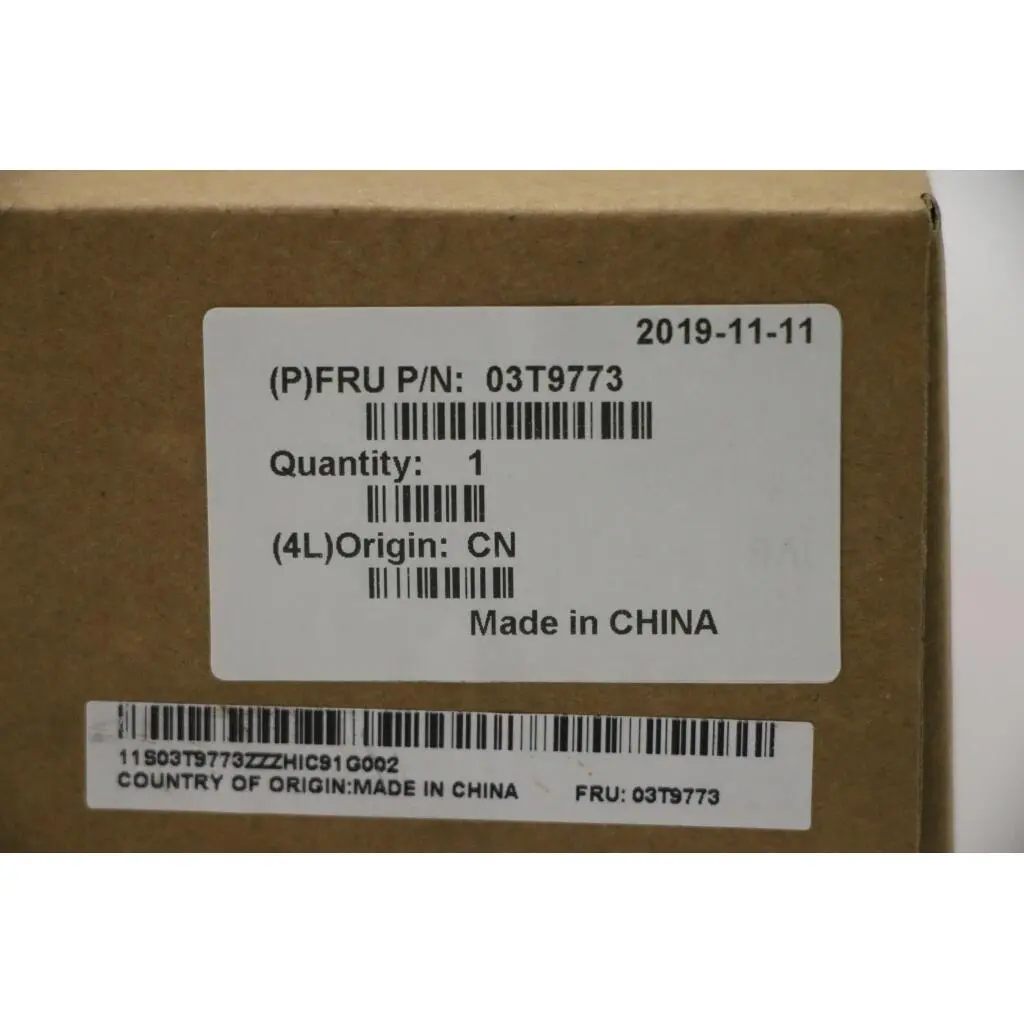 2019-11-11
(P)FRU P/N: 03T9773
Quantity: 1
(4L)Origin: CN
Made in CHINA
11S03T9773ZZZHIC91G002
COUNTRY OF ORIGIN:MADE IN CHINA FRU: 03T9773